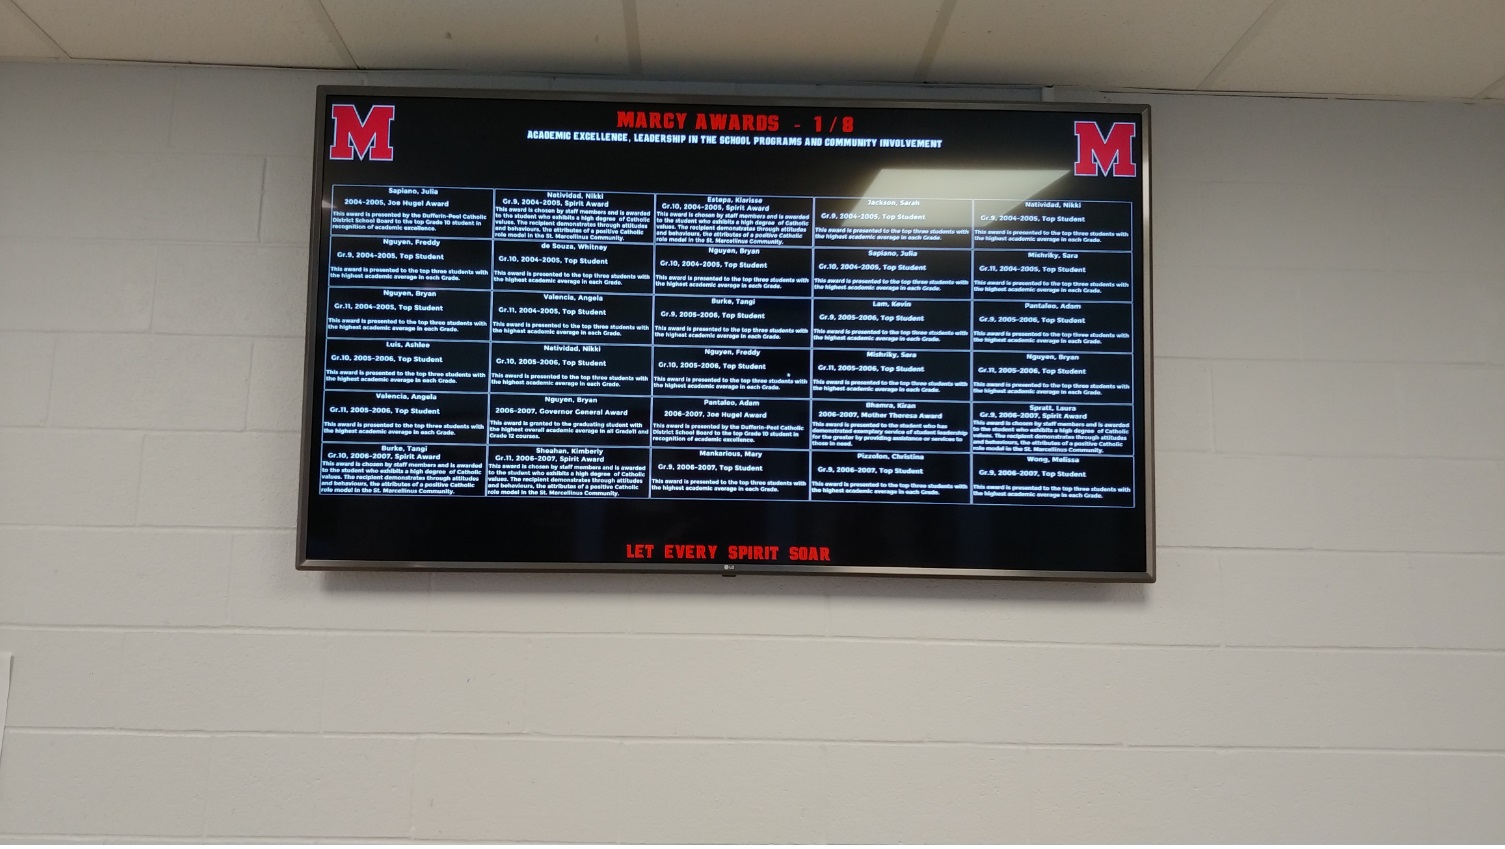 M
MARCY AWARDS - 1/8
M
ACADEMIC EXCELLENCE, LEADERSHIP IN THE SCHOOL PROGRAMS AND COMMUNITY INVOLVEMENT
Sapiano, Julia
2004-2005, Joe Hugel Award
This award is presented by the Dufferin-Peel Catholic
District School Board to the top Grade 10 student in
recognition of academic excellence.
Natividad, Nikki
Gr.9, 2004-2005, Spirit Award
This award is chosen by staff members and is awarded
to the student who exhibits a high degree of Catholic
values. The recipient demonstrates through attitudes
and behaviours, the attributes of a positive Catholic
role model in the St. Marcellinus Community.
Estepa, Klarisse
Gr.10, 2004-2005, Spirit Award
This award is chosen by staff members and is awarded
to the student who exhibits a high degree of Catholic
values. The recipient demonstrates through attitudes
and behaviours, the attributes of a positive Catholic
role model in the St. Marcellinus Community.
Jackson, Sarah
Gr.9, 2004-2005, Top Student
This award is presented to the top three students with
the highest academic average in each Grade.
Natividad, Nikki
Gr.9, 2004-2005, Top Student
This award is presented to the top three students with
the highest academic average in each Grade.
Nguyen, Freddy
Gr.9, 2004-2005, Top Student
This award is presented to the top three students with
the highest academic average in each Grade.
de Souza, Whitney
Gr.10, 2004-2005, Top Student
This award is presented to the top three students with
the highest academic average in each Grade.
Nguyen, Bryan
Gr.10, 2004-2005, Top Student
This award is presented to the top three students with
the highest academic average in each Grade.
Sapiano, Julia
Gr.10, 2004-2005, Top Student
This award is presented to the top three students with
the highest academic average in each Grade.
Mishriky, Sara
Gr.11, 2004-2005, Top Student
This award is presented to the top three students with
the highest academic average in each Grade.
Nguyen, Bryan
Gr.11, 2004-2005, Top Student
This award is presented to the top three students with
the highest academic average in each Grade.
Valencia, Angela
Gr.11, 2004-2005, Top Student
This award is presented to the top three students with
the highest academic average in each Grade.
Burke, Tangi
Gr.9, 2005-2006, Top Student
This award is presented to the top three students with
the highest academic average in each Grade.
Lam, Kevin
Gr.9, 2005-2006, Top Student
This award is presented to the top three students with
the highest academic average in each Grade.
Pantaleo, Adam
Gr.9, 2005-2006, Top Student
This award is presented to the top three students with
the highest academic average in each Grade.
Luis, Ashlee
Gr.10, 2005-2006, Top Student
This award is presented to the top three students with
the highest academic average in each Grade.
Natividad, Nikki
Gr.10, 2005-2006, Top Student
This award is presented to the top three students with
the highest academic average in each Grade.
Nguyen, Freddy
Gr.10, 2005-2006, Top Student
This award is presented to the top three students with
the highest academic average in each Grade.
Mishriky, Sara
Gr.11, 2005-2006, Top Student
This award is presented to the top three students with
the highest academic average in each Grade.
Nguyen, Bryan
Gr.11, 2005-2006, Top Student
This award is presented to the top three students with
the highest academic average in each Grade.
Valencia, Angela
Gr.11, 2005-2006, Top Student
This award is presented to the top three students with
the highest academic average in each Grade.
Nguyen, Bryan
2006-2007, Governor General Award
This award is granted to the graduating student with
the highest overall academic average in all Grade11 and
Grade 12 courses.
Pantaleo, Adam
2006-2007, Joe Hugel Award
This award is presented by the Dufferin-Peel Catholic
District School Board to the top Grade 10 student in
recognition of academic excellence.
Bhamra, Kiran
2006-2007, Mother Theresa Award
This award is presented to the student who has
demonstrated exemplary service of student leadership
for the greater by providing assistance or services to
those in need.
Spratt, Laura
Gr.9, 2006-2007, Spirit Award
This award is chosen by staff members and is awarded
to the student who exhibits a high degree of Catholic
values. The recipient demonstrates through attitudes
and behaviours, the attributes of a positive Catholic
role model in the St. Marcellinus Community.
Burke, Tangi
Gr.10, 2006-2007, Spirit Award
This award is chosen by staff members and is awarded
to the student who exhibits a high degree of Catholic
values. The recipient demonstrates through attitudes
and behaviours, the attributes of a positive Catholic
role model in the St. Marcellinus Community.
Sheahan, Kimberly
Gr.11, 2006-2007, Spirit Award
This award is chosen by staff members and is awarded
to the student who exhibits a high degree of Catholic
values. The recipient demonstrates through attitudes
and behaviours, the attributes of a positive Catholic
role model in the St. Marcellinus Community.
Mankarious, Mary
Gr.9, 2006-2007, Top Student
This award is presented to the top three students with
the highest academic average in each Grade.
Pizzolon, Christina
Gr.9, 2006-2007, Top Student
This award is presented to the top three students with
the highest academic average in each Grade.
Wong, Melissa
Gr.9, 2006-2007, Top Student
This award is presented to the top three students with
the highest academic average in each Grade.
LET EVERY SPIRIT SOAR
LG